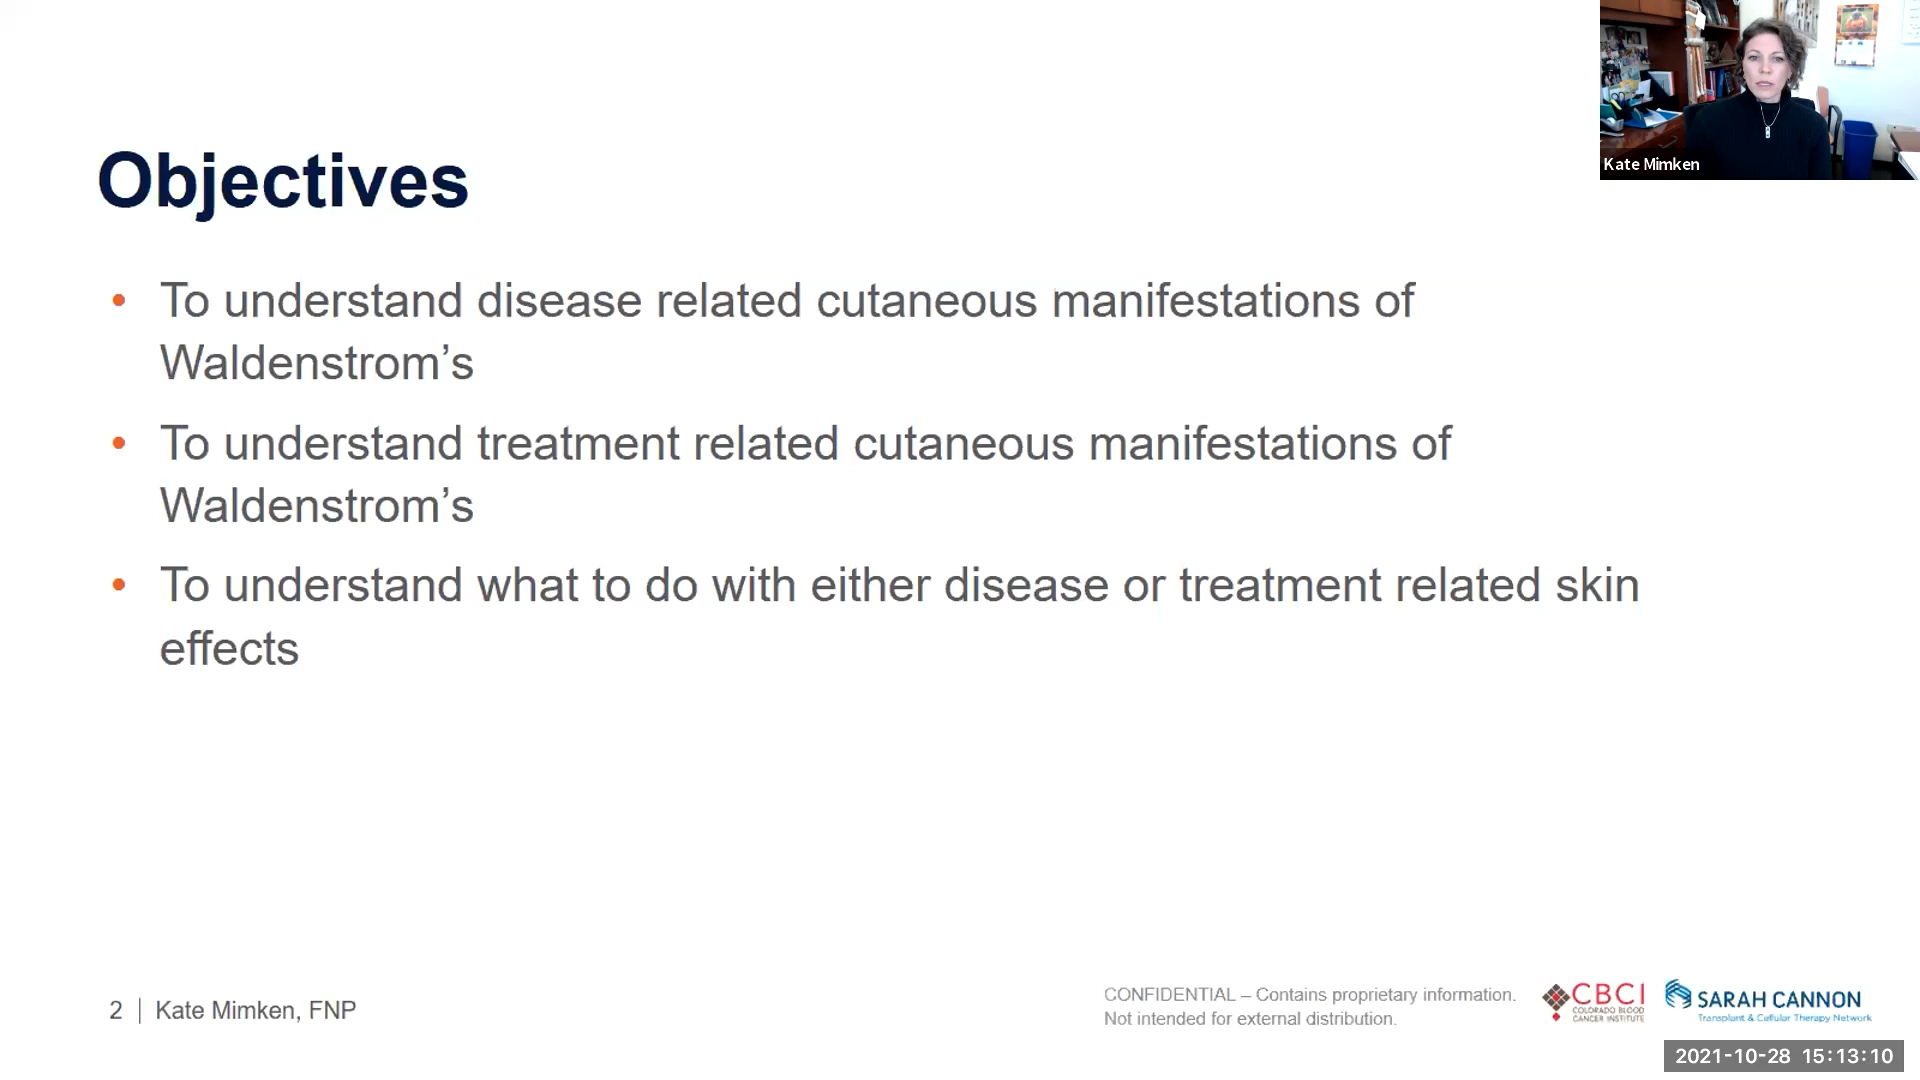 Kate Mimken
Objectives
• To understand disease related cutaneous manifestations of
Waldenstrom’s
• To understand treatment related cutaneous manifestations of
Waldenstrom’s
• To understand what to do with either disease or treatment related skin
effects
2 | Kate Mimken, FNP
CONFIDENTIAL – Contains proprietary information.
Not intended for external distribution.
CBCI
COLORADO BLOOD
CANCER INSTITUTE
SARAH CANNON
Transplant & Cellular Therapy Network
2021-10-28 15:13:10